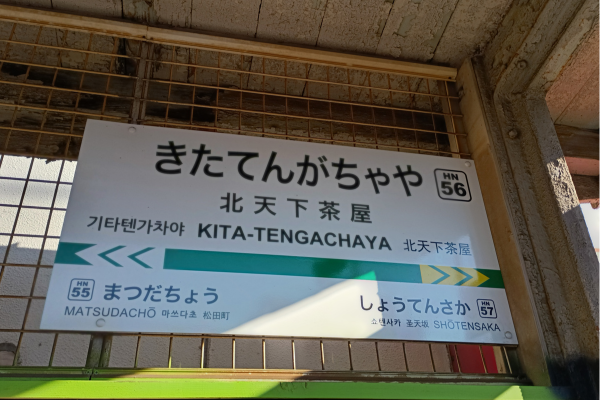 きたてんがちゃや HN 56
北天下茶屋
기타텐가차야 KITA-TENGACHAYA 北天下茶屋
HN 55 まつだちょう
MATSUDACHŌ 마쓰다초 松田町
しょうてんさか HN 57
쇼텐사카 圣天坂 SHŌTENSAKA